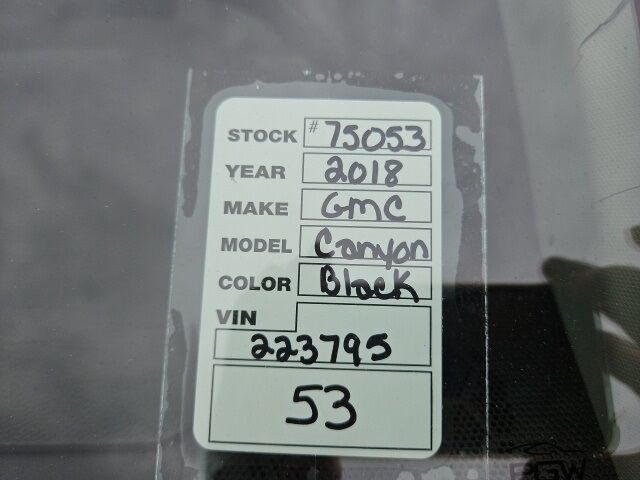 STOCK #75053
YEAR 2018
MAKE GMC
MODEL Canyon
COLOR Black
VIN
223795
53